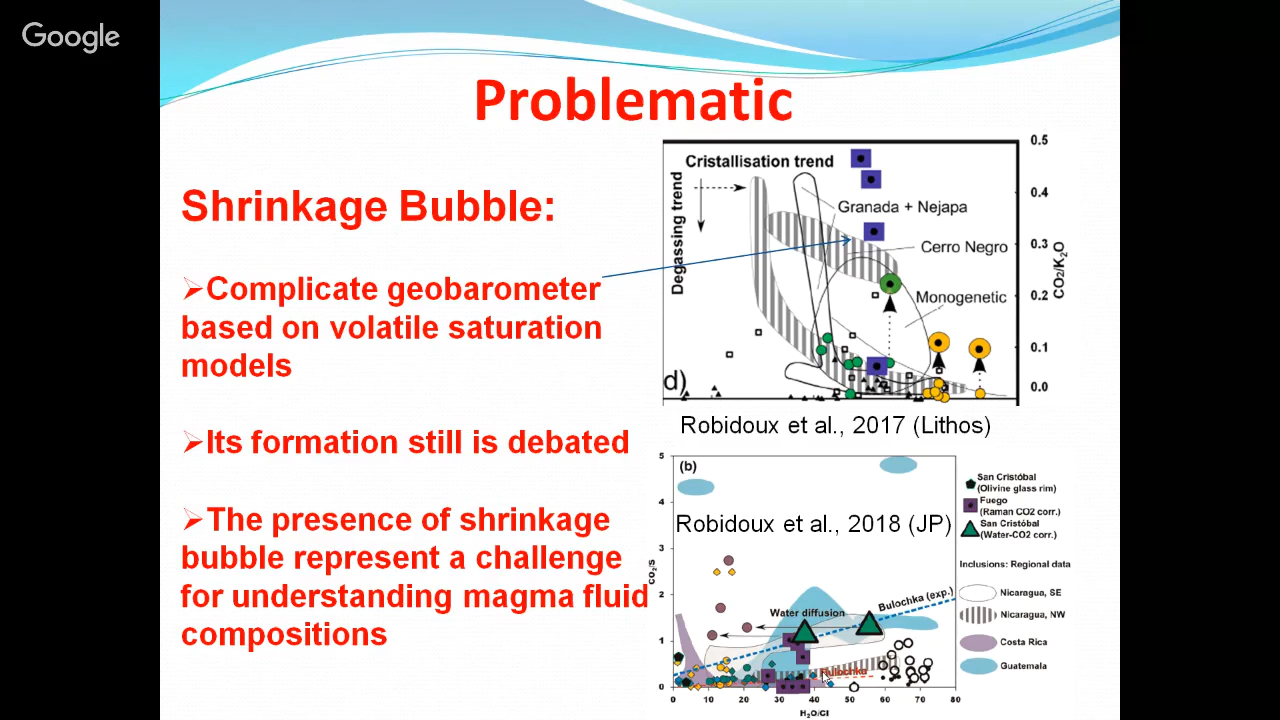 Google
Problematic
Shrinkage Bubble:
➢Complicate geobarometer
based on volatile saturation
models
➢Its formation still is debated
➢The presence of shrinkage
bubble represent a challenge
for understanding magma fluid
compositions
Cristallisation trend
Degassing trend
Granada + Nejapa
Cerro Negro
Monogenetic
d)
0.5
0.4
0.3
0.2
0.1
0.0
CO2/K2O
Robidoux et al., 2017 (Lithos)
(b)
Robidoux et al., 2018 (JP)
5
4
3
2
1
0
CO2/S
Water diffusion
Bulochka (exp.)
Bulochka
0 10 20 30 40 50 60 70 80
H2O/Cl
San Cristóbal
(Olivine glass rim)
Fuego
(Raman CO2 corr.)
San Cristóbal
(Water-CO2 corr.)
Inclusions: Regional data
Nicaragua, SE
Nicaragua, NW
Costa Rica
Guatemala